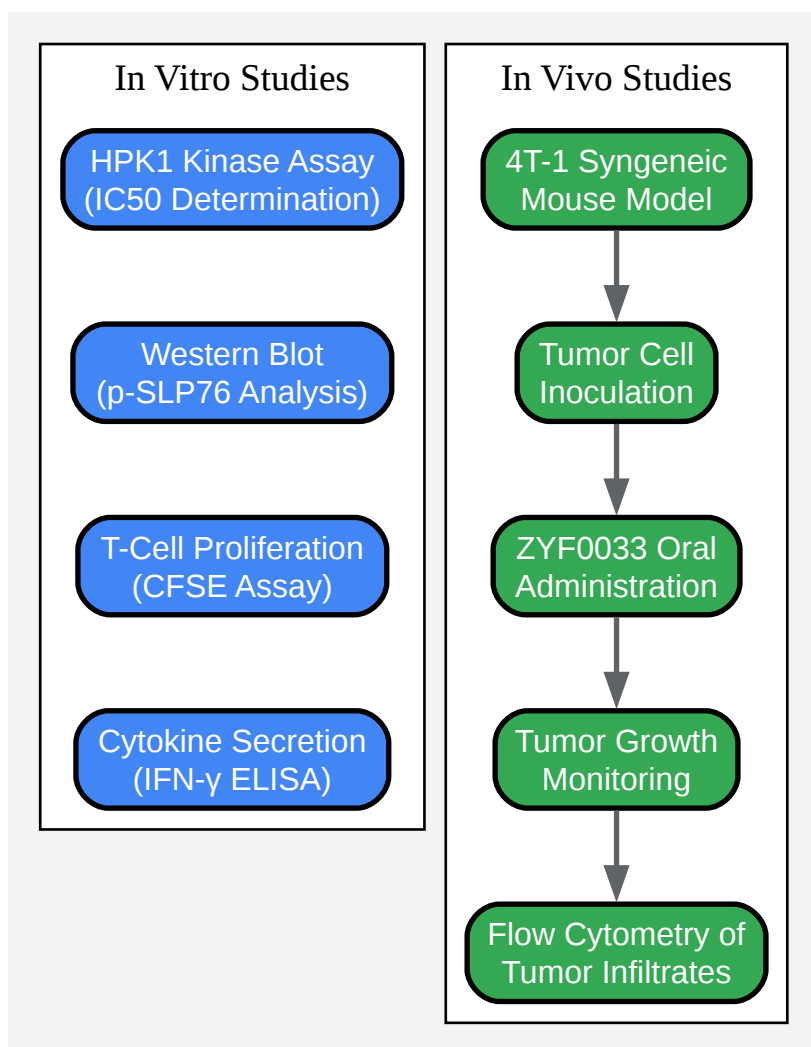 In Vitro Studies
HPK1 Kinase Assay
(IC50 Determination)
Western Blot
(p-SLP76 Analysis)
T-Cell Proliferation
(CFSE Assay)
Cytokine Secretion
(IFN-γ ELISA)
In Vivo Studies
4T-1 Syngeneic
Mouse Model
Tumor Cell
Inoculation
ZYF0033 Oral
Administration
Tumor Growth
Monitoring
Flow Cytometry of
Tumor Infiltrates